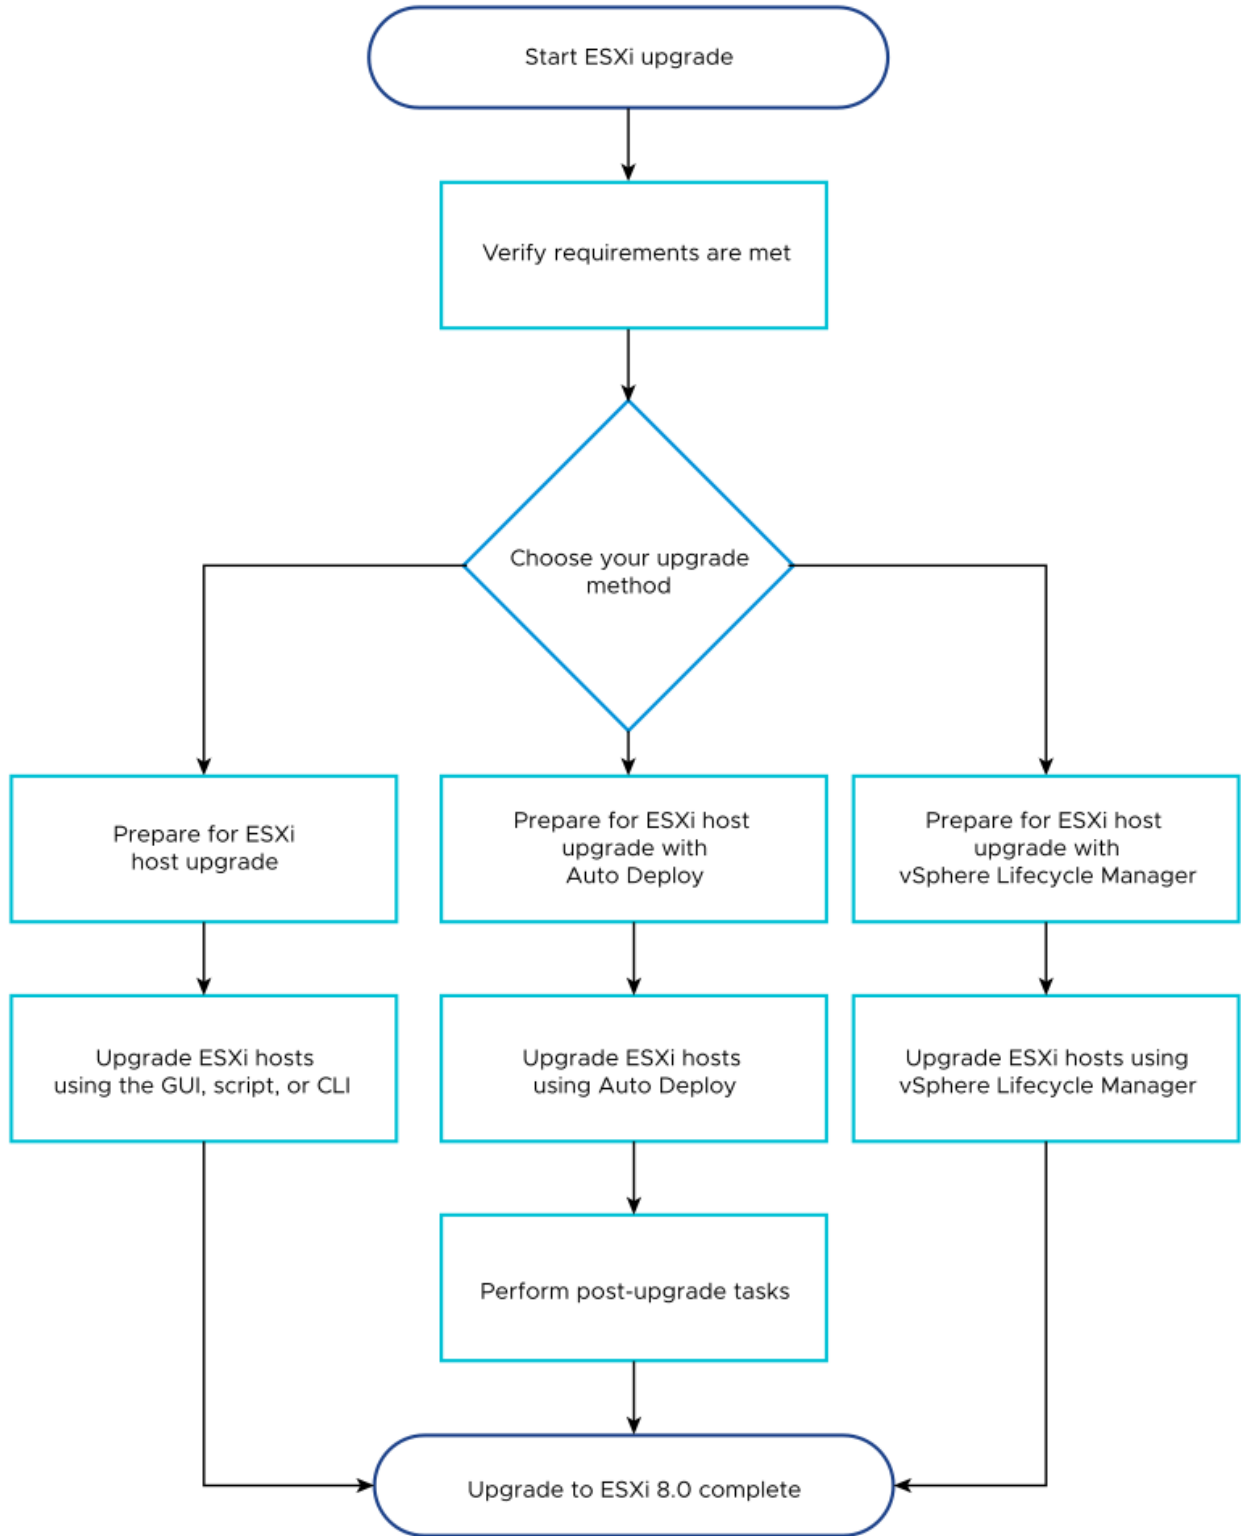 Start ESXi upgrade
Verify requirements are met
Choose your upgrade
method
Prepare for ESXi
host upgrade
Prepare for ESXi host
upgrade with
Auto Deploy
Prepare for ESXi host
upgrade with
vSphere Lifecycle Manager
Upgrade ESXi hosts
using the GUI, script, or CLI
Upgrade ESXi hosts
using Auto Deploy
Upgrade ESXi hosts using
vSphere Lifecycle Manager
Perform post-upgrade tasks
Upgrade to ESXi 8.0 complete